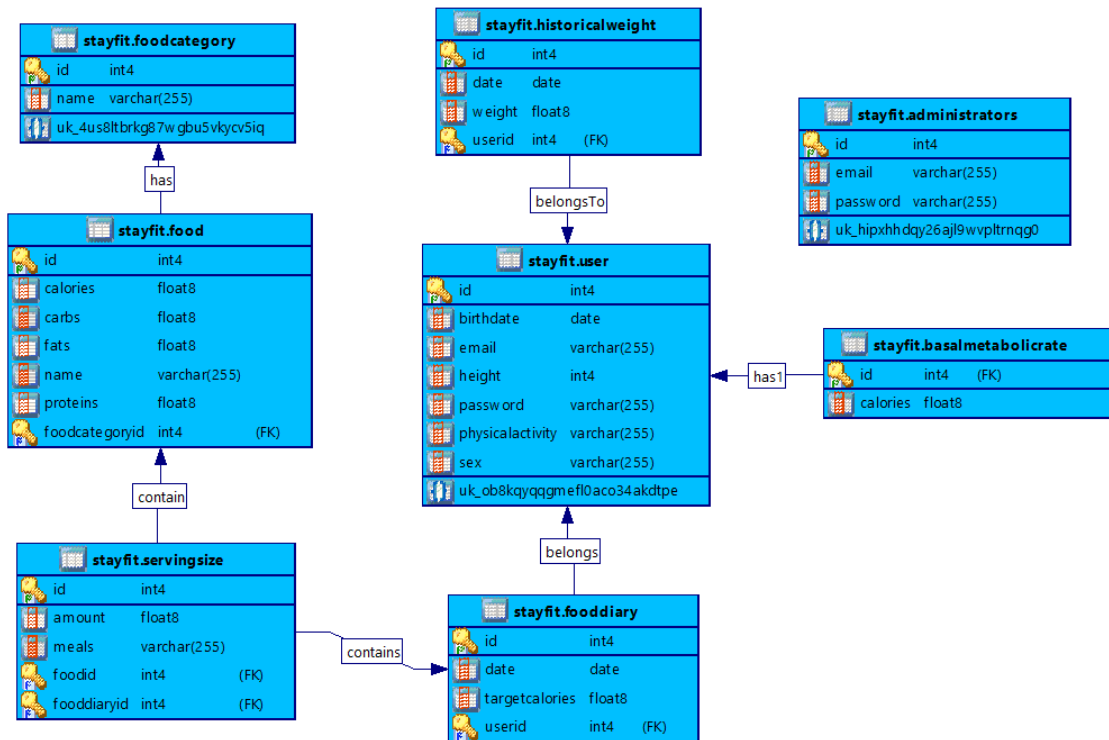 stayfit.foodcategory
id int4
name varchar(255)
uk_4us8ltbrkg87wgbu5vkycv5iq
has
stayfit.food
id int4
calories float8
carbs float8
fats float8
name varchar(255)
proteins float8
foodcategoryid int4 (FK)
contain
stayfit.servingsize
id int4
amount float8
meals varchar(255)
foodid int4 (FK)
fooddiaryid int4 (FK)
contains
stayfit.historicalweight
id int4
date date
weight float8
userid int4 (FK)
belongsTo
stayfit.user
id int4
birthdate date
email varchar(255)
height int4
password varchar(255)
physicalactivity varchar(255)
sex varchar(255)
uk_ob8kqyqqgmefl0aco34akdtpe
belongs
stayfit.fooddiary
id int4
date date
targetcalories float8
userid int4 (FK)
stayfit.administrators
id int4
email varchar(255)
password varchar(255)
uk_hipxhhdqy26ajl9wvpltrnqg0
has1
stayfit.basalmetabolicrate
id int4 (FK)
calories float8